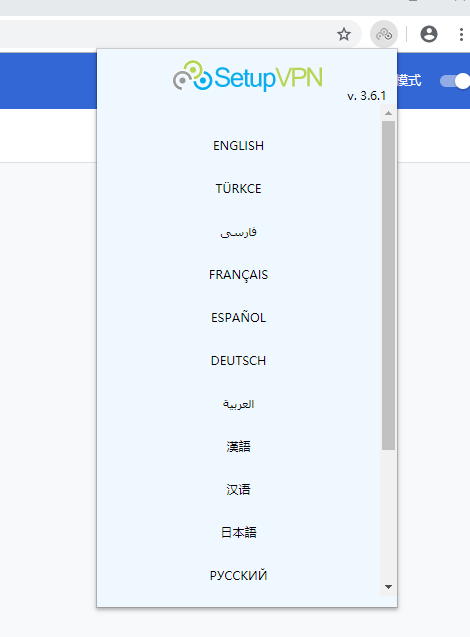 SetupVPN
模式
v. 3.6.1
ENGLISH
TÜRKCE
فارسی
FRANÇAIS
ESPAÑOL
DEUTSCH
العربية
漢語
汉语
日本語
РУССКИЙ